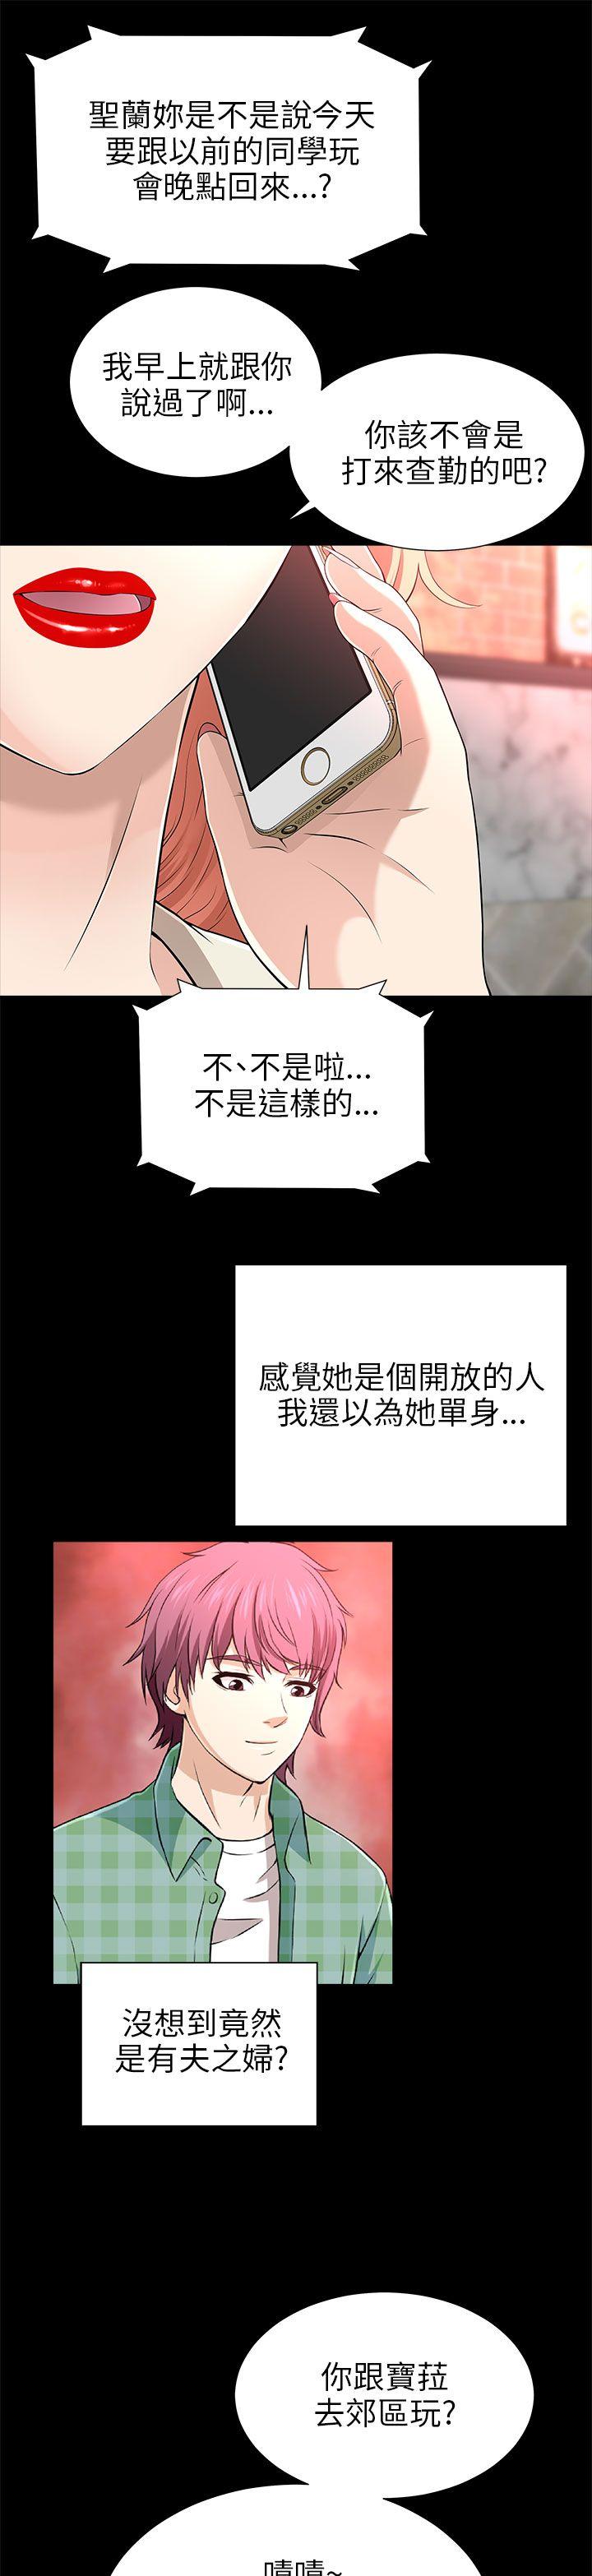 聖蘭妳是不是說今天
要跟以前的同學玩
會晚點回來...?
我早上就跟你
說過了啊...
你該不會是
打來查勤的吧?
不、不是啦...
不是這樣的...
感覺她是個開放的人
我還以為她單身...
沒想到竟然
是有夫之婦?
你跟寶菈
去郊區玩?
嘻嘻~